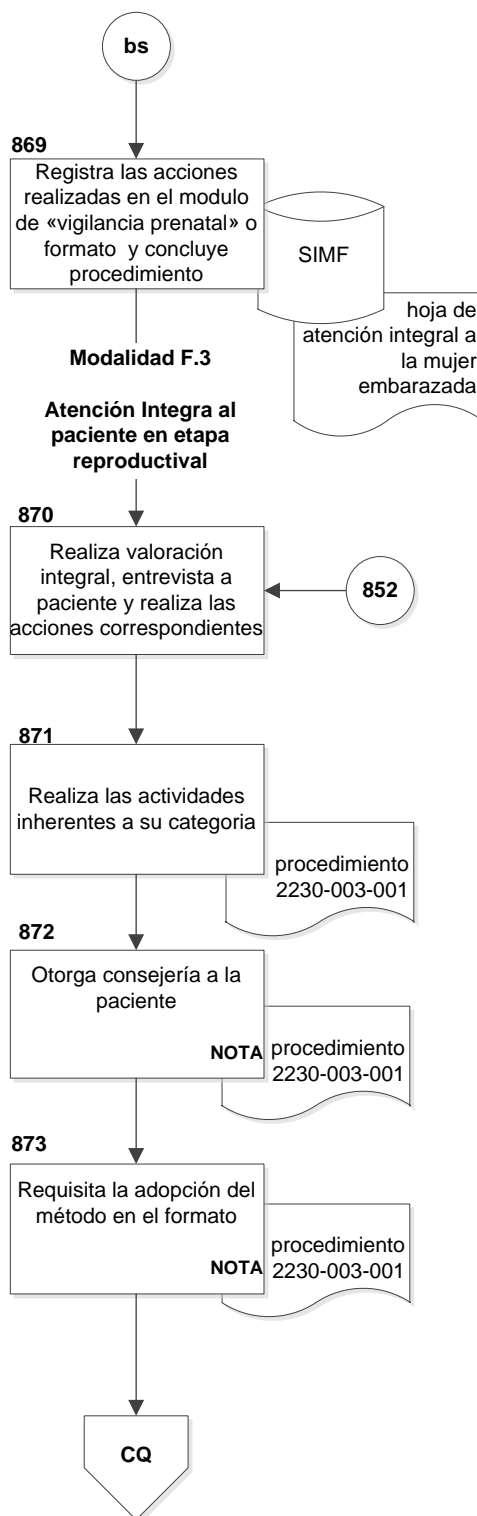 bs
869
Registra las acciones
realizadas en el modulo
de «vigilancia prenatal» o
formato y concluye
procedimiento
SIMF
hoja de
atención integral a
la mujer
embarazada
Modalidad F.3
Atención Integra al
paciente en etapa
reproductival
870
Realiza valoración
integral, entrevista a
paciente y realiza las
acciones correspondientes
852
871
Realiza las actividades
inherentes a su categoria
procedimiento
2230-003-001
872
Otorga consejería a la
paciente
NOTA
procedimiento
2230-003-001
873
Requisita la adopción del
método en el formato
NOTA
procedimiento
2230-003-001
CQ